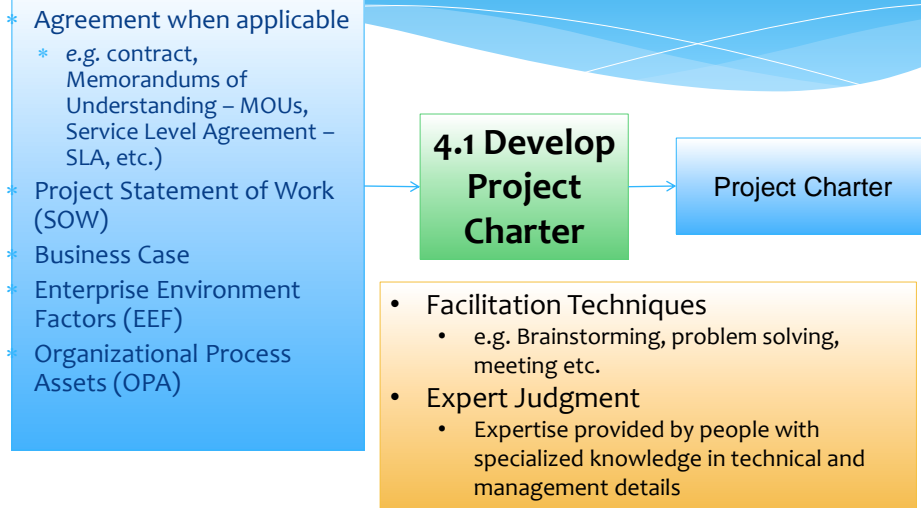 * Agreement when applicable
* e.g. contract,
Memorandums of
Understanding – MOUs,
Service Level Agreement –
SLA, etc.)
* Project Statement of Work
(SOW)
* Business Case
* Enterprise Environment
Factors (EEF)
* Organizational Process
Assets (OPA)
4.1 Develop
Project
Charter
Project Charter
• Facilitation Techniques
• e.g. Brainstorming, problem solving,
meeting etc.
• Expert Judgment
• Expertise provided by people with
specialized knowledge in technical and
management details